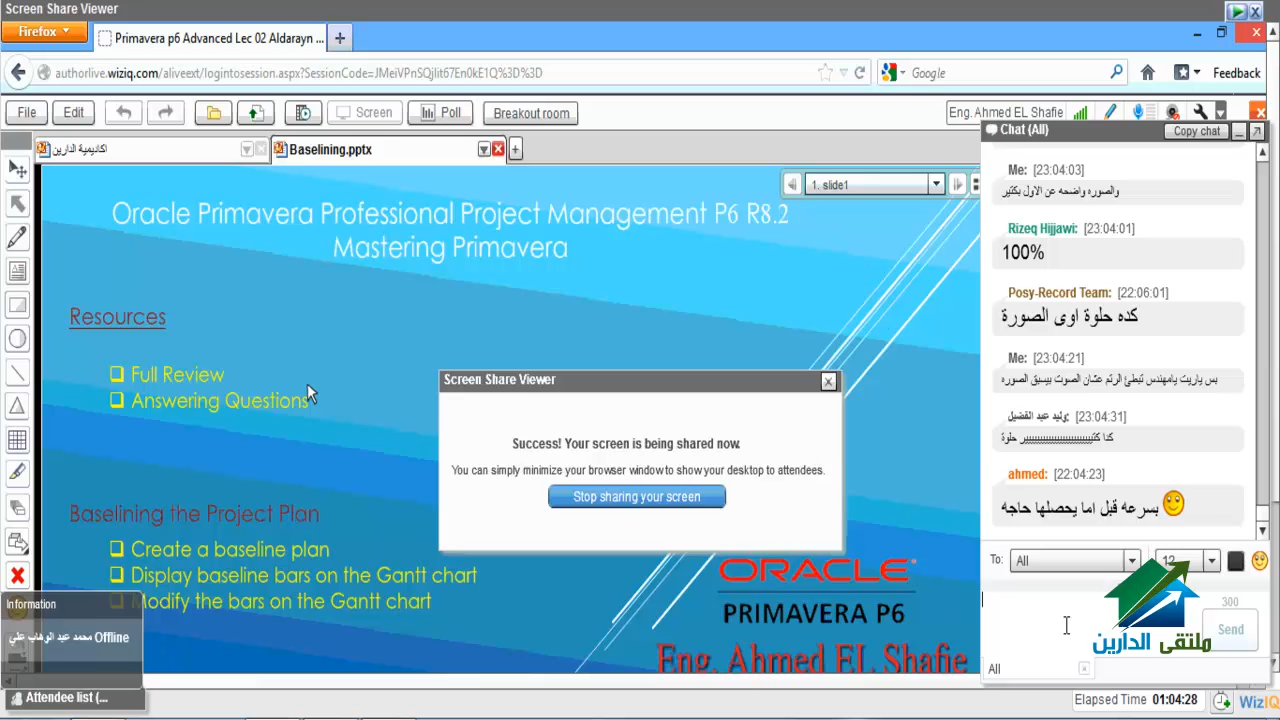 Screen Share Viewer
Firefox
Primavera p6 Advanced Lec 02 Aldarayn ...
authorlive.wiziq.com/aliveext/logintosession.aspx?SessionCode=JMeiVPnSQjlit67En0kE1Q%3D%3D
Google
Feedback
File
Edit
Screen
Poll
Breakout room
Eng. Ahmed EL Shafie
اكاديمية الدارين
Baselining.pptx
1. slide1
Oracle Primavera Professional Project Management P6 R8.2
Mastering Primavera
Resources
Full Review
Answering Questions
Baselining the Project Plan
Create a baseline plan
Display baseline bars on the Gantt chart
Modify the bars on the Gantt chart
ORACLE
PRIMAVERA P6
Eng. Ahmed EL Shafie
Screen Share Viewer
Success! Your screen is being shared now.
You can simply minimize your browser window to show your desktop to attendees.
Stop sharing your screen
Chat (All)
Copy chat
Me: [23:04:03]
والصوره واضحه عن الاول بكتير
Rizeq Hijjawi: [23:04:01]
100%
Posy-Record Team: [22:06:01]
كده حلوة اوى الصورة
Me: [23:04:21]
بس ياريت يامهندس تبطئ الرتم عشان الصوت بيسبق الصوره
وليد عبد الفضيل: [23:04:31]
ahmed: [22:04:23]
بسرعه قبل اما يحصلها حاجه
To:
All
12
300
Send
All
ملتقى الدارين
Information
محمد عبد الوهاب علي Offline
Attendee list (...
Elapsed Time 01:04:28
WizIQ